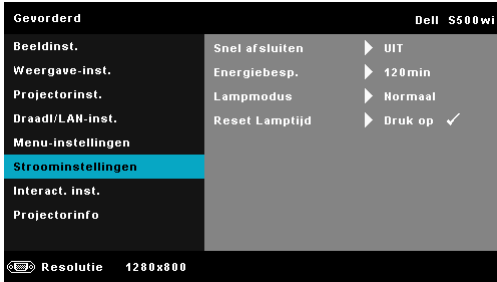 Gevorderd Dell S500wi
Beeldinst. Snel afsluiten UIT
Weergave-inst. Energiebesp. 120min
Projectorinst. Lampmodus Normaal
Draadl/LAN-inst. Reset Lamptijd Druk op ✓
Menu-instellingen
Stroominstellingen
Interact. inst.
Projectorinfo
Resolutie 1280x800